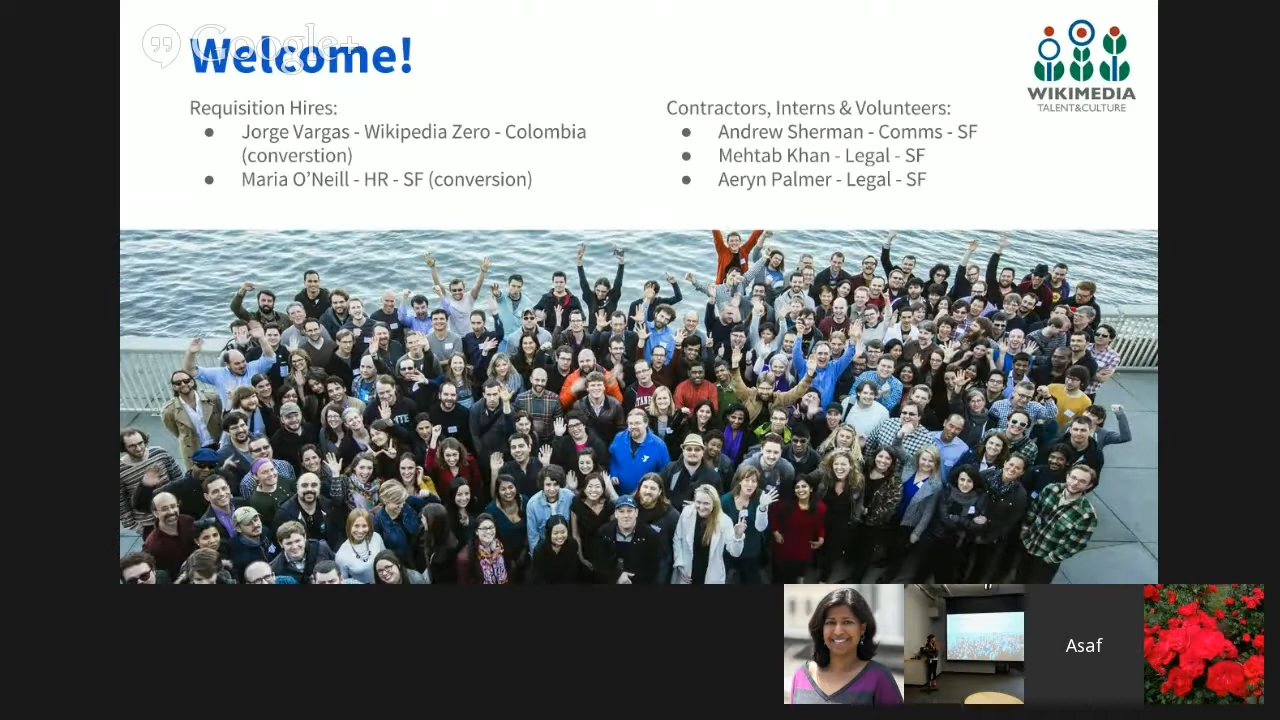 Google+
Welcome!
WIKIMEDIA
TALENT&CULTURE
Requisition Hires:
● Jorge Vargas - Wikipedia Zero - Colombia
(converstion)
● Maria O’Neill - HR - SF (conversion)
Contractors, Interns & Volunteers:
● Andrew Sherman - Comms - SF
● Mehtab Khan - Legal - SF
● Aeryn Palmer - Legal - SF
Asaf